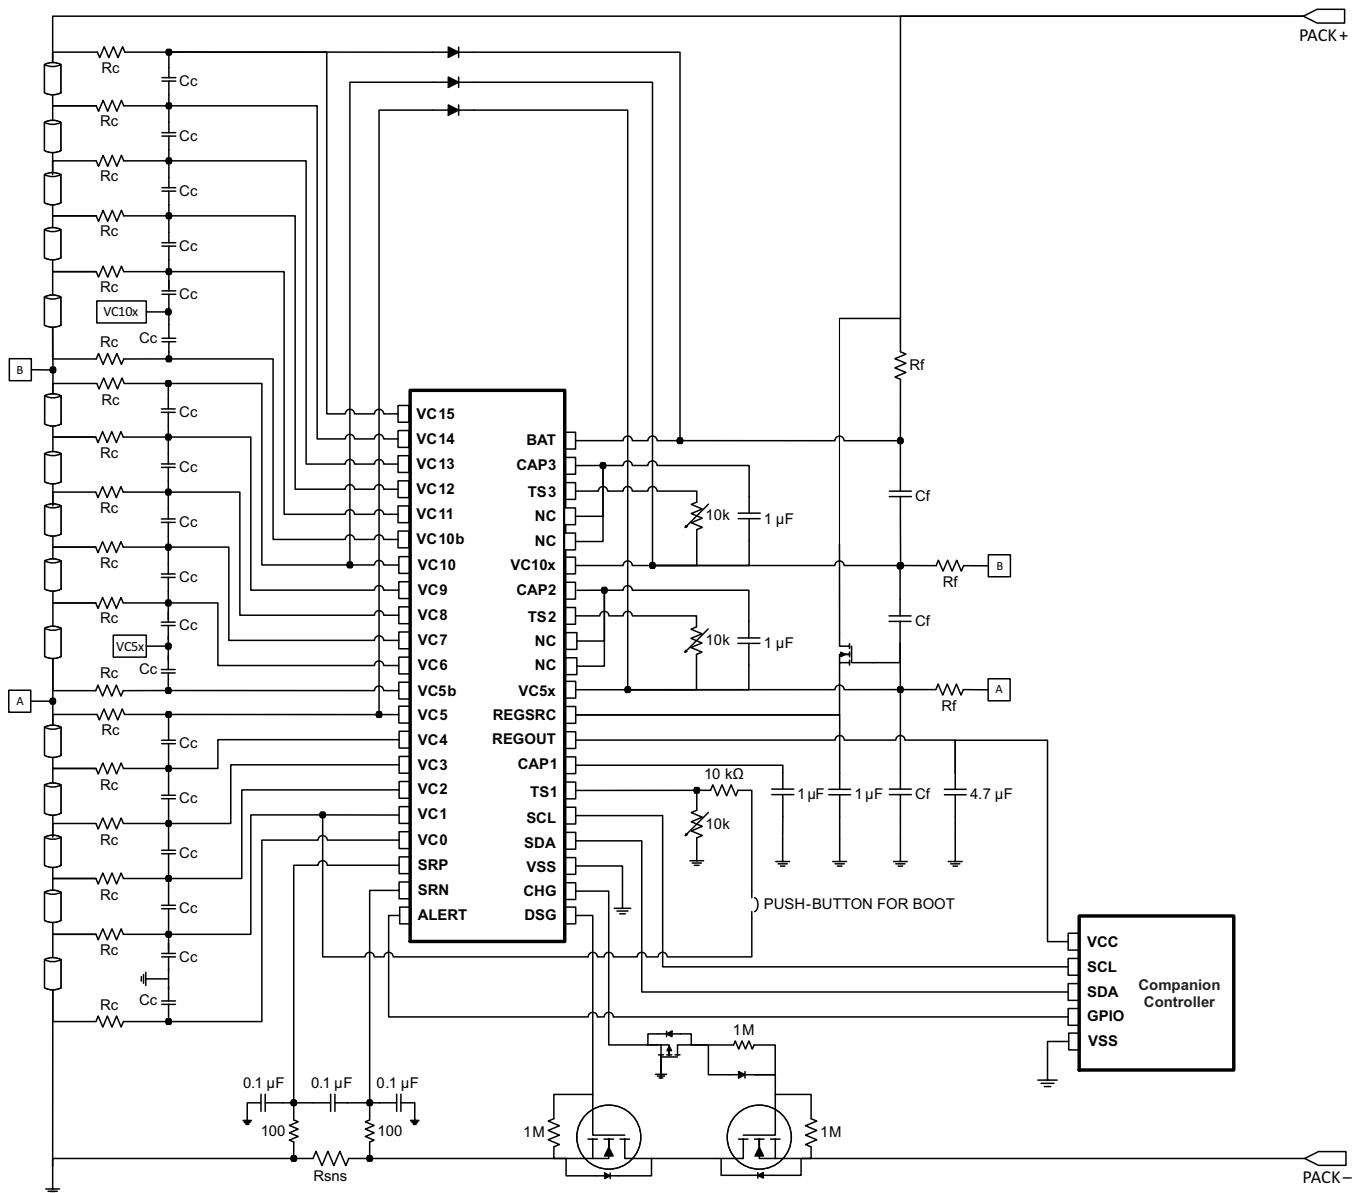 PACK+
Rc
Cc
Rc
Cc
Rc
Cc
Rc
Cc
Rc
Cc
VC10x
Cc
Rc
B
Rc
Cc
Rc
Cc
Rc
Cc
Rc
Cc
Rc
Cc
VC5x
Cc
Rc
A
Rc
Cc
Rc
Cc
Rc
Cc
Rc
Cc
Rc
Cc
Cc
Rc
VC15
VC14
VC13
VC12
VC11
VC10b
VC10
VC9
VC8
VC7
VC6
VC5b
VC5
VC4
VC3
VC2
VC1
VC0
SRP
SRN
ALERT
BAT
CAP3
TS3
NC
NC
VC10x
CAP2
TS2
NC
NC
VC5x
REGSRC
REGOUT
CAP1
TS1
SCL
SDA
VSS
CHG
DSG
Rf
Cf
10k
1 µF
Rf
B
Cf
10k
1 µF
Rf
A
10 kΩ
10k
1 µF
1 µF
Cf
4.7 µF
PUSH-BUTTON FOR BOOT
VCC
SCL
SDA
GPIO
VSS
Companion
Controller
0.1 µF
0.1 µF
0.1 µF
100
100
Rsns
1M
1M
1M
PACK–